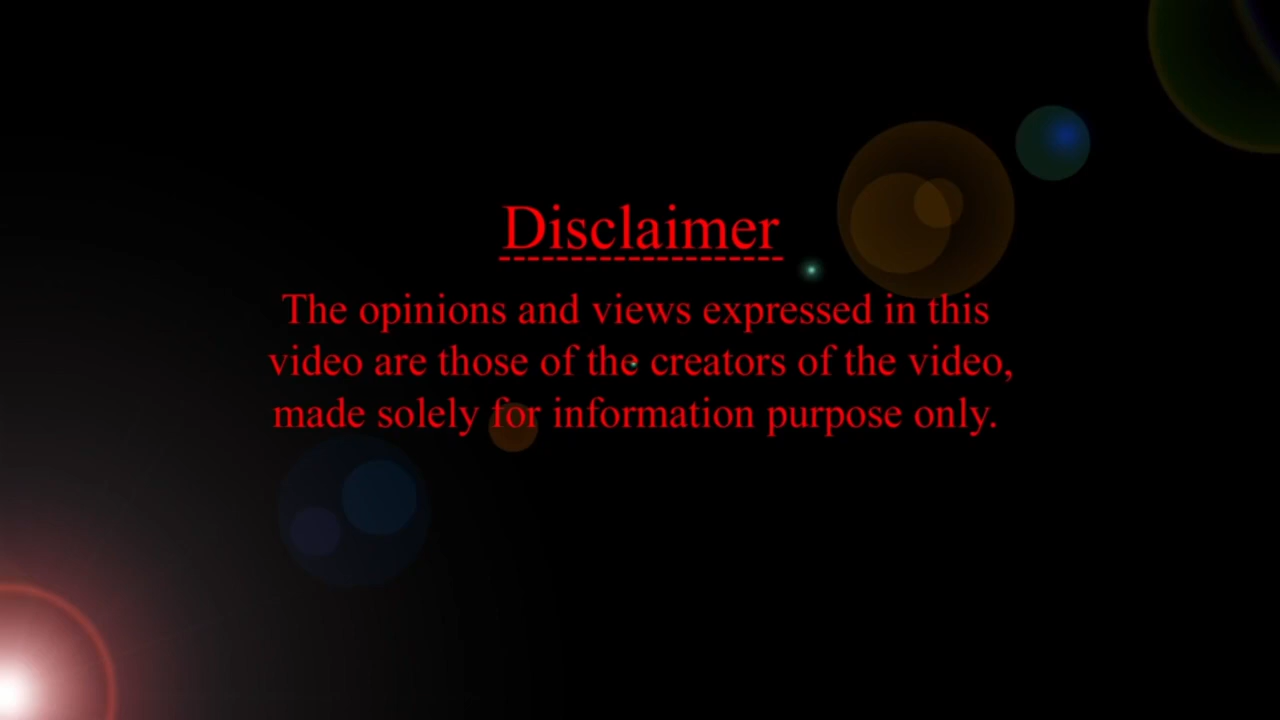 Disclaimer
The opinions and views expressed in this
video are those of the creators of the video,
made solely for information purpose only.